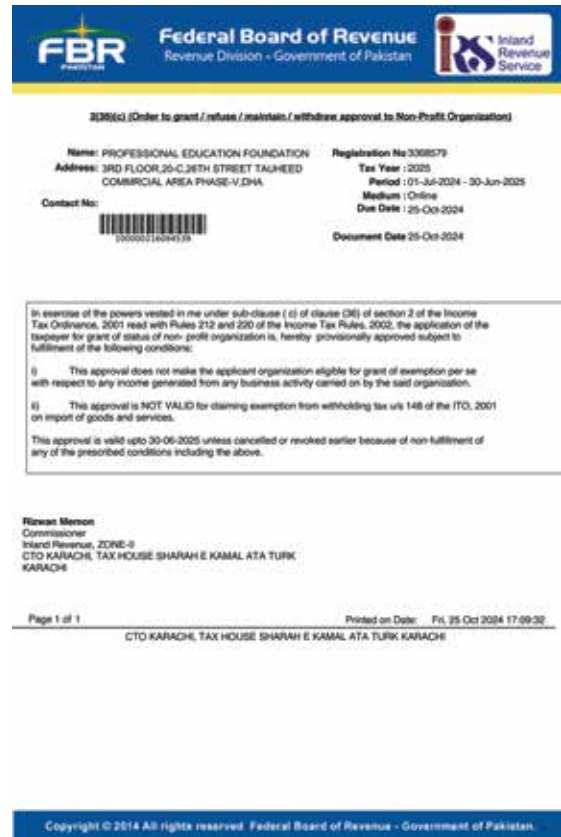 FBR
PAKISTAN
Federal Board of Revenue
Revenue Division - Government of Pakistan
IRS Inland
Revenue
Service
2(36)(c) (Order to grant / refuse / maintain / withdraw approval to Non-Profit Organization)
Name: PROFESSIONAL EDUCATION FOUNDATION
Address: 3RD FLOOR,20-C,26TH STREET TAUHEED
COMMRCIAL AREA PHASE-V,DHA
Contact No:
Registration No 3368579
Tax Year : 2025
Period : 01-Jul-2024 - 30-Jun-2025
Medium : Online
Due Date : 25-Oct-2024
Document Date 25-Oct-2024
100000216084539
In exercise of the powers vested in me under sub-clause ( c) of clause (36) of section 2 of the Income
Tax Ordinance, 2001 read with Rules 212 and 220 of the Income Tax Rules, 2002, the application of the
taxpayer for grant of status of non- profit organization is, hereby provisionally approved subject to
fulfillment of the following conditions:
i) This approval does not make the applicant organization eligible for grant of exemption per se
with respect to any income generated from any business activity carried on by the said organization.
ii) This approval is NOT VALID for claiming exemption from withholding tax u/s 148 of the ITO, 2001
on import of goods and services.
This approval is valid upto 30-06-2025 unless cancelled or revoked earlier because of non-fulfillment of
any of the prescribed conditions including the above.
Rizwan Memon
Commissioner
Inland Revenue, ZONE-II
CTO KARACHI, TAX HOUSE SHARAH E KAMAL ATA TURK
KARACHI
Page 1 of 1
Printed on Date: Fri, 25 Oct 2024 17:09:32
CTO KARACHI, TAX HOUSE SHARAH E KAMAL ATA TURK KARACHI
Copyright © 2014 All rights reserved. Federal Board of Revenue - Government of Pakistan.